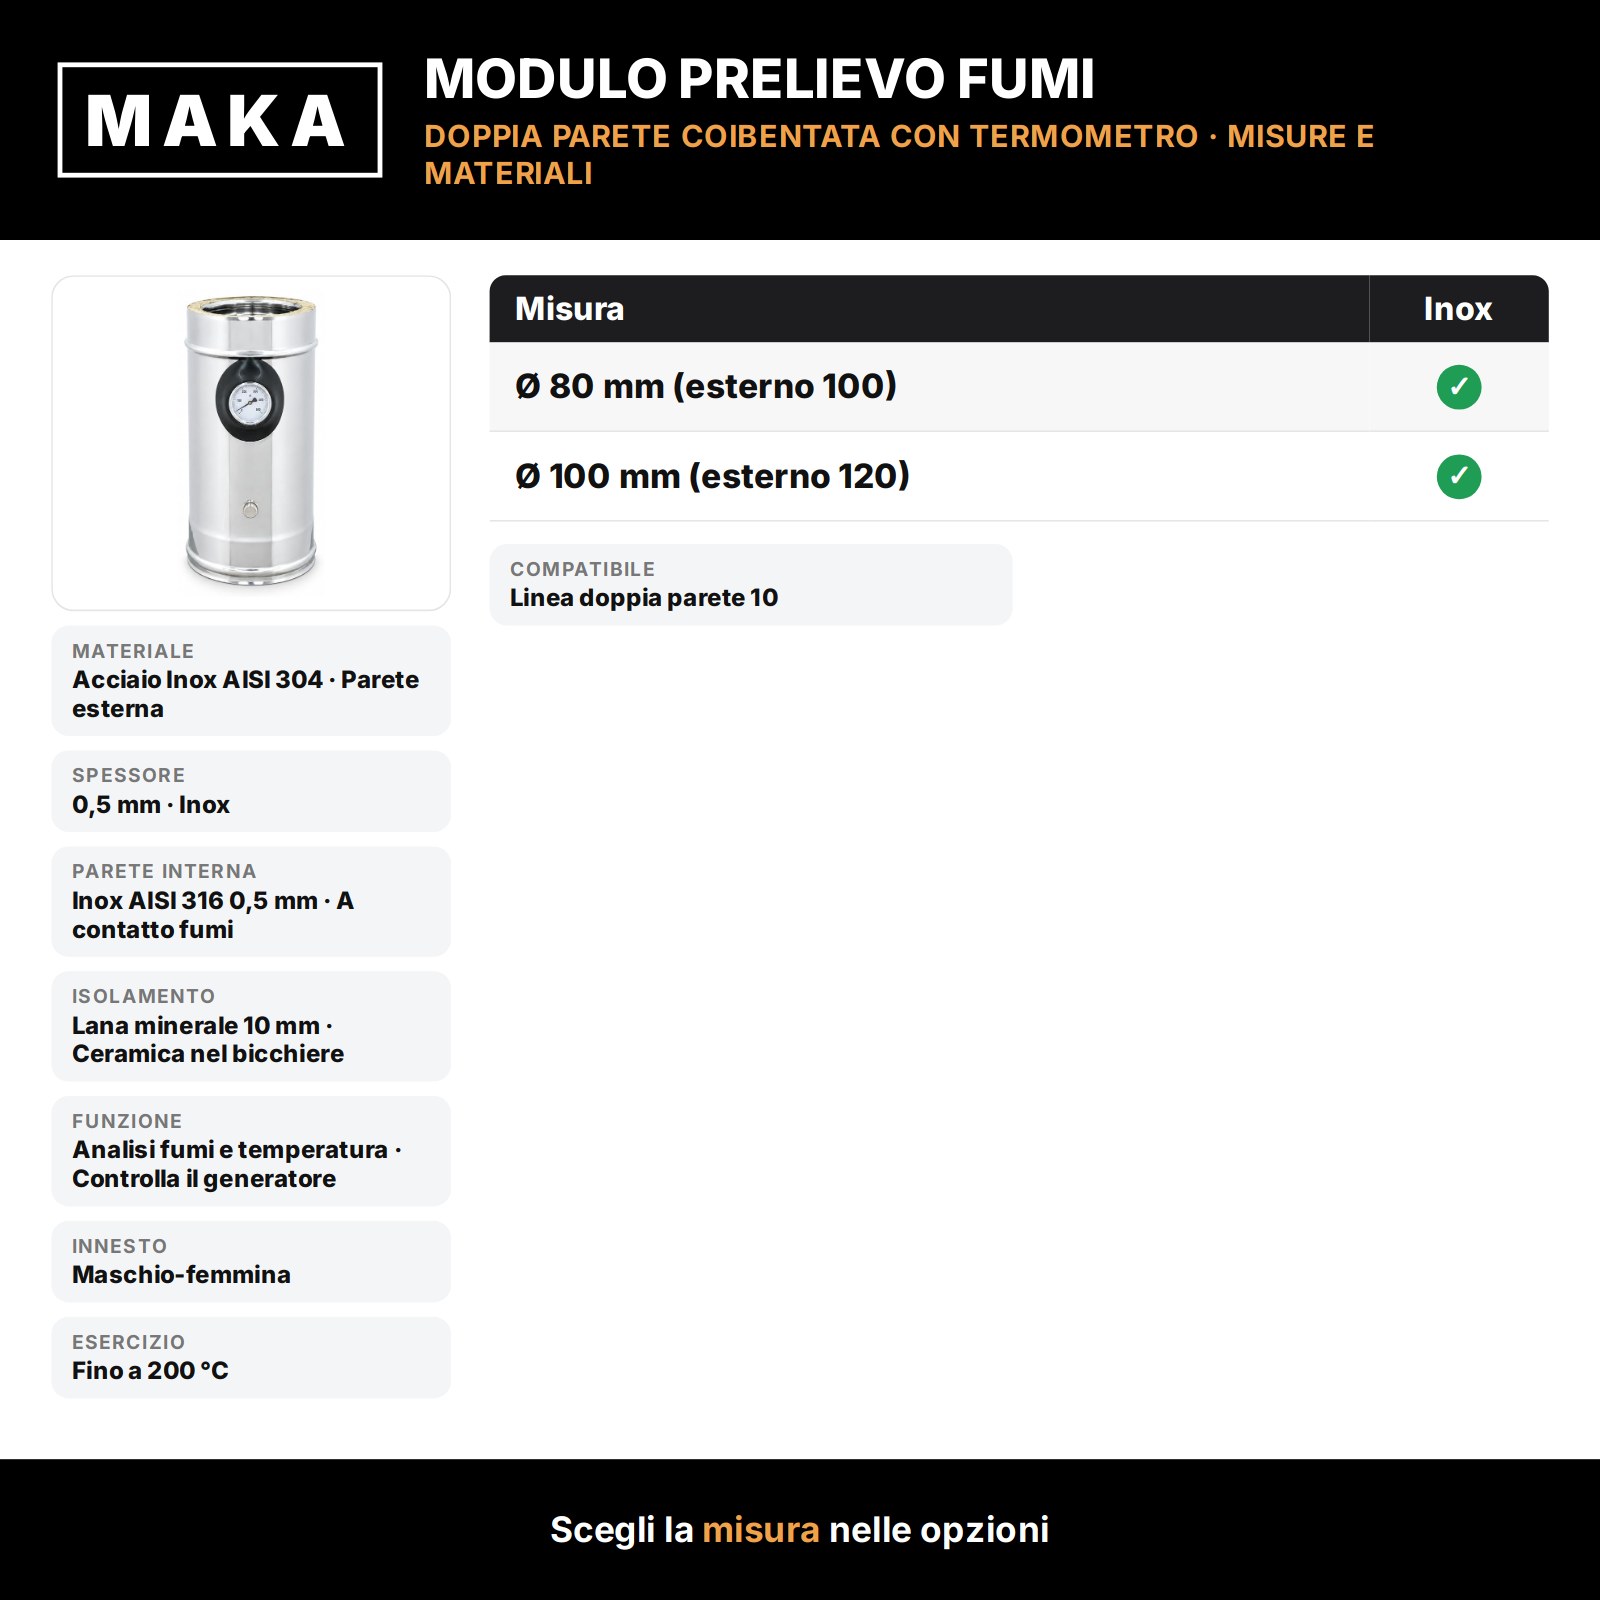 MAKA
MODULO PRELIEVO FUMI
DOPPIA PARETE COIBENTATA CON TERMOMETRO · MISURE E
MATERIALI
Misura Inox
Ø 80 mm (esterno 100) ✓
Ø 100 mm (esterno 120) ✓
COMPATIBILE
Linea doppia parete 10
MATERIALE
Acciaio Inox AISI 304 · Parete
esterna
SPESSORE
0,5 mm · Inox
PARETE INTERNA
Inox AISI 316 0,5 mm · A
contatto fumi
ISOLAMENTO
Lana minerale 10 mm ·
Ceramica nel bicchiere
FUNZIONE
Analisi fumi e temperatura ·
Controlla il generatore
INNESTO
Maschio-femmina
ESERCIZIO
Fino a 200 °C
Scegli la misura nelle opzioni